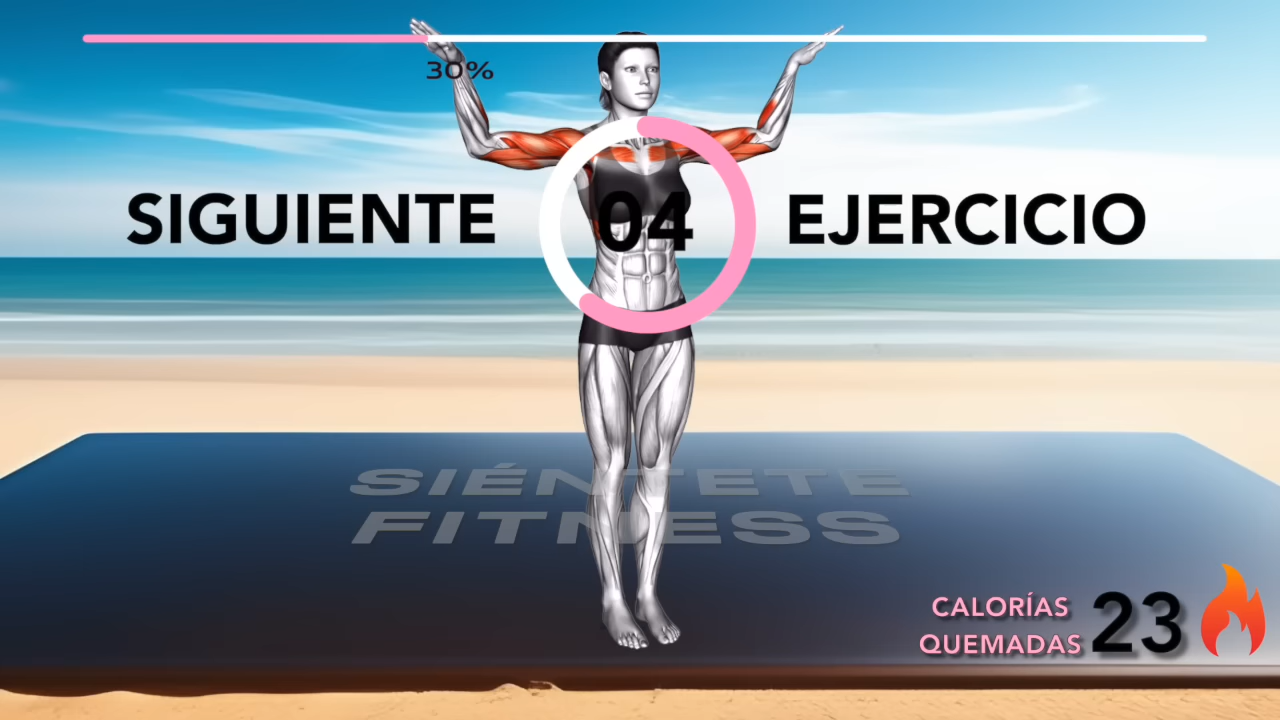 30%
SIGUIENTE 04 EJERCICIO
SIÉNTETE
FITNESS
CALORÍAS
QUEMADAS 23